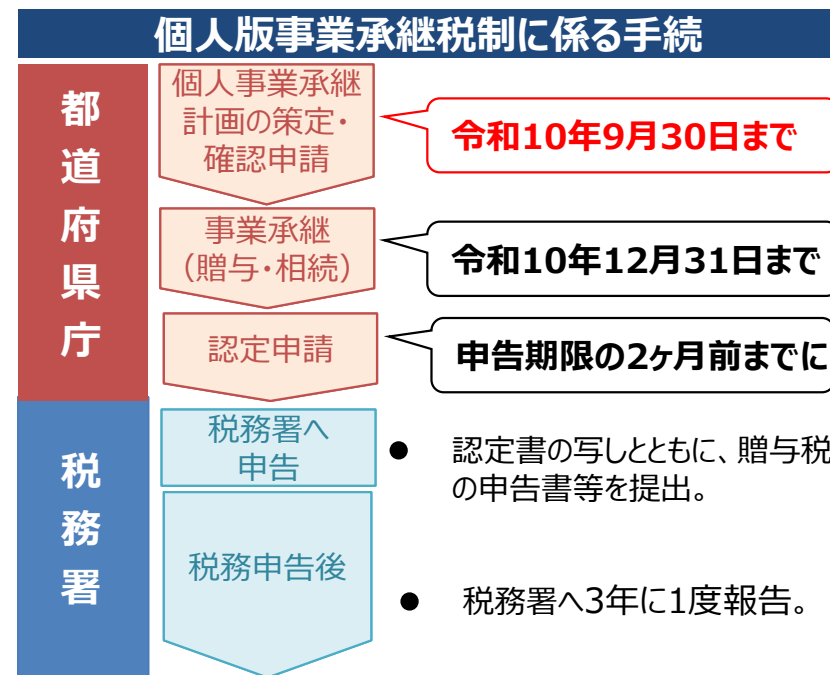 個人版事業承継税制に係る手続
都道府県庁
個人事業承継
計画の策定・
確認申請
令和10年9月30日まで
事業承継
（贈与・相続）
令和10年12月31日まで
認定申請
申告期限の2ヶ月前までに
税務署
税務署へ
申告
● 認定書の写しとともに、贈与税
の申告書等を提出。
税務申告後
● 税務署へ3年に1度報告。